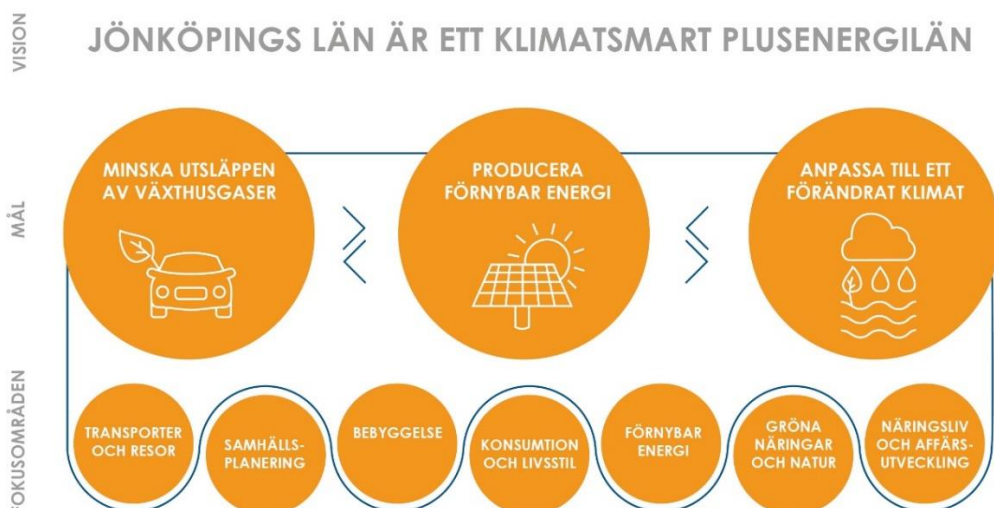 VISION
JÖNKÖPINGS LÄN ÄR ETT KLIMATSMART PLUSENERGILÄN
MÅL
MINSKA UTSLÄPPEN
AV VÄXTHUSGASER
PRODUCERA
FÖRNYBAR ENERGI
ANPASSA TILL ETT
FÖRÄNDRAT KLIMAT
FOKUSOMRÅDEN
TRANSPORTER
OCH RESOR
SAMHÄLLS-
PLANERING
BEBYGGELSE
KONSUMTION
OCH LIVSSTIL
FÖRNYBAR
ENERGI
GRÖNA
NÄRINGAR
OCH NATUR
NÄRINGSLIV
OCH AFFÄRS-
UTVECKLING